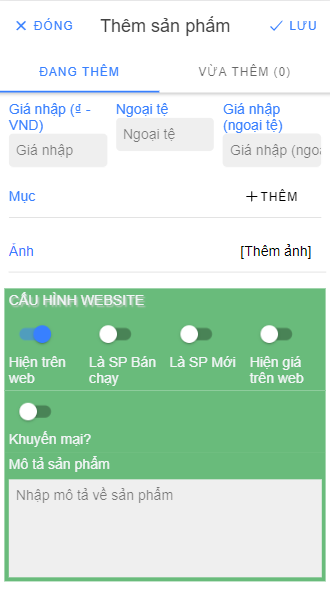 ĐÓNG Thêm sản phẩm LƯU
ĐANG THÊM VỪA THÊM (0)
Giá nhập (₫ - VND)
Giá nhập
Ngoại tệ
Ngoại tệ
Giá nhập (ngoại tệ)
Giá nhập (ngoạ
Mục
THÊM
Ảnh
[Thêm ảnh]
CẤU HÌNH WEBSITE
Hiện trên web
Là SP Bán chạy
Là SP Mới
Hiện giá trên web
Khuyến mại?
Mô tả sản phẩm
Nhập mô tả về sản phẩm